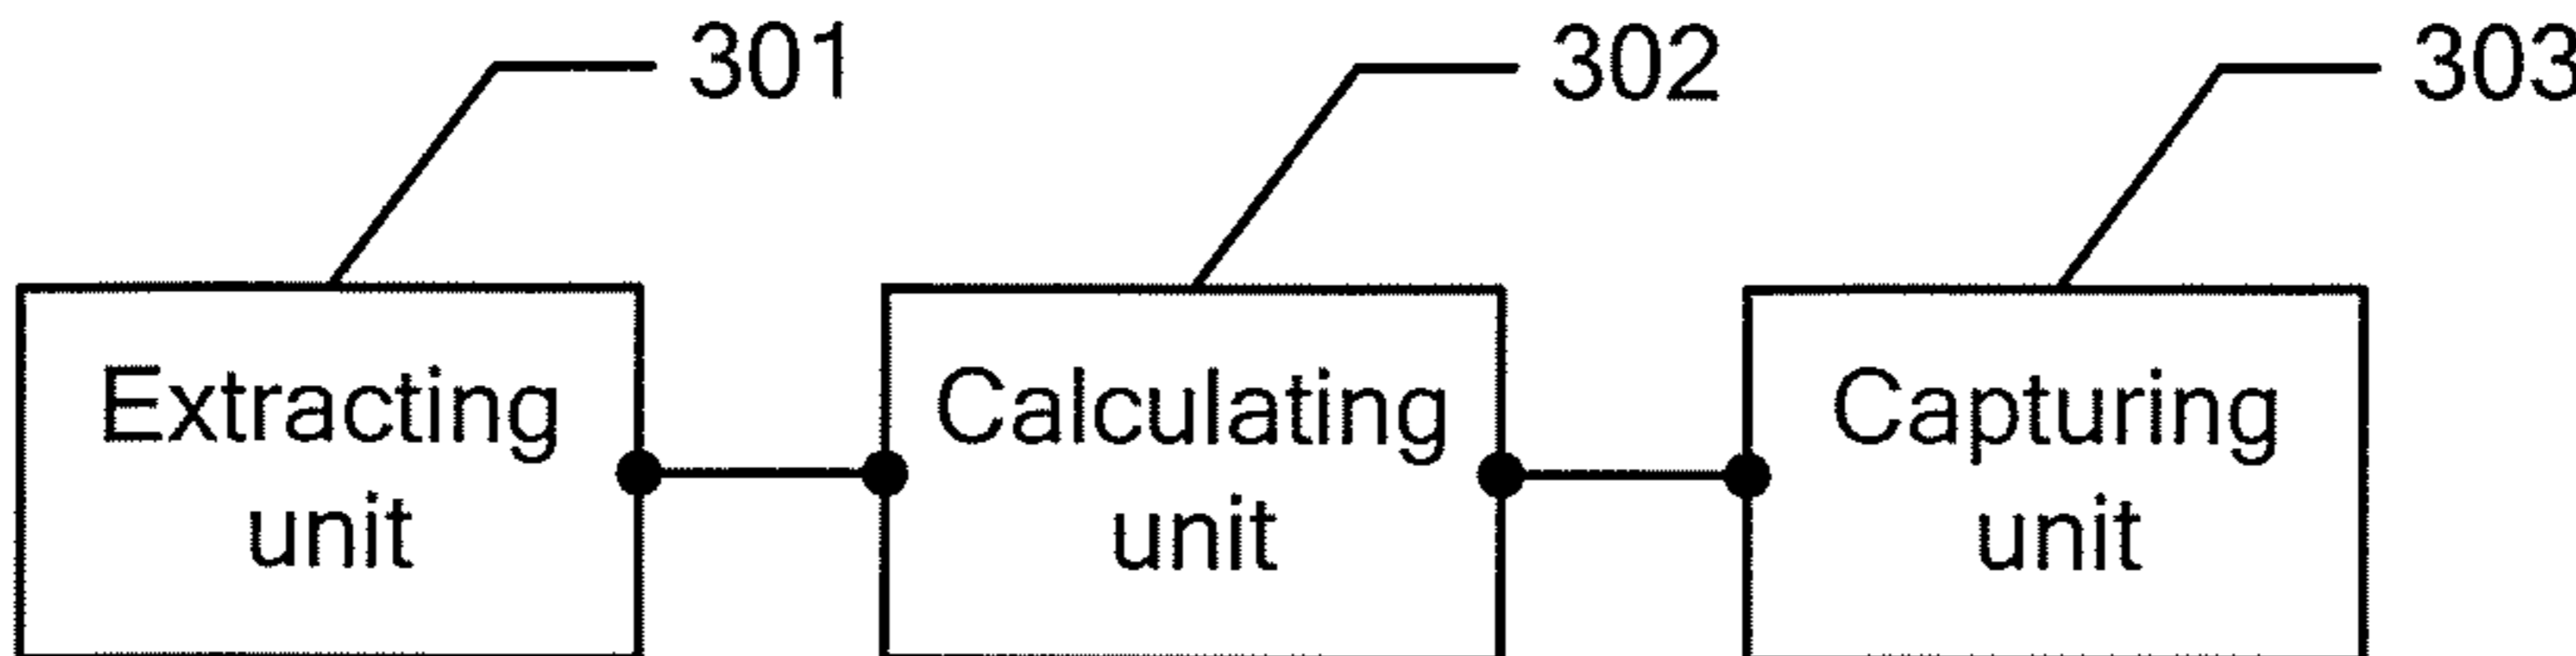 301
302
303
Extracting
unit
Calculating
unit
Capturing
unit